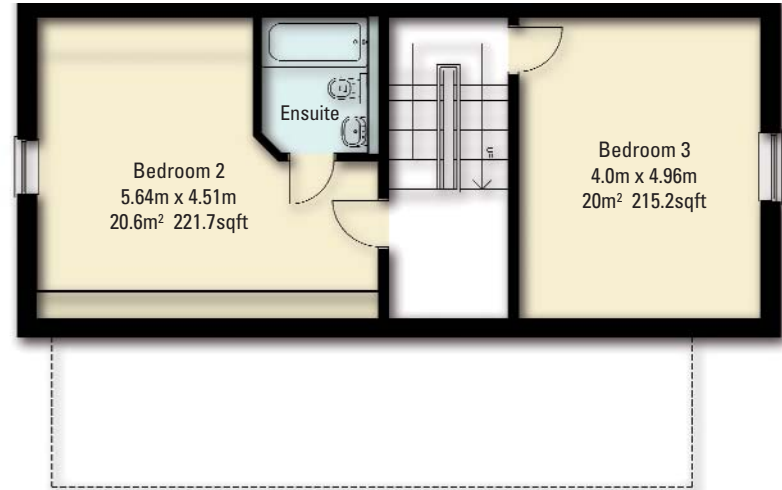 Ensuite
Bedroom 2
5.64m x 4.51m
20.6m² 221.7sqft
Bedroom 3
4.0m x 4.96m
20m² 215.2sqft